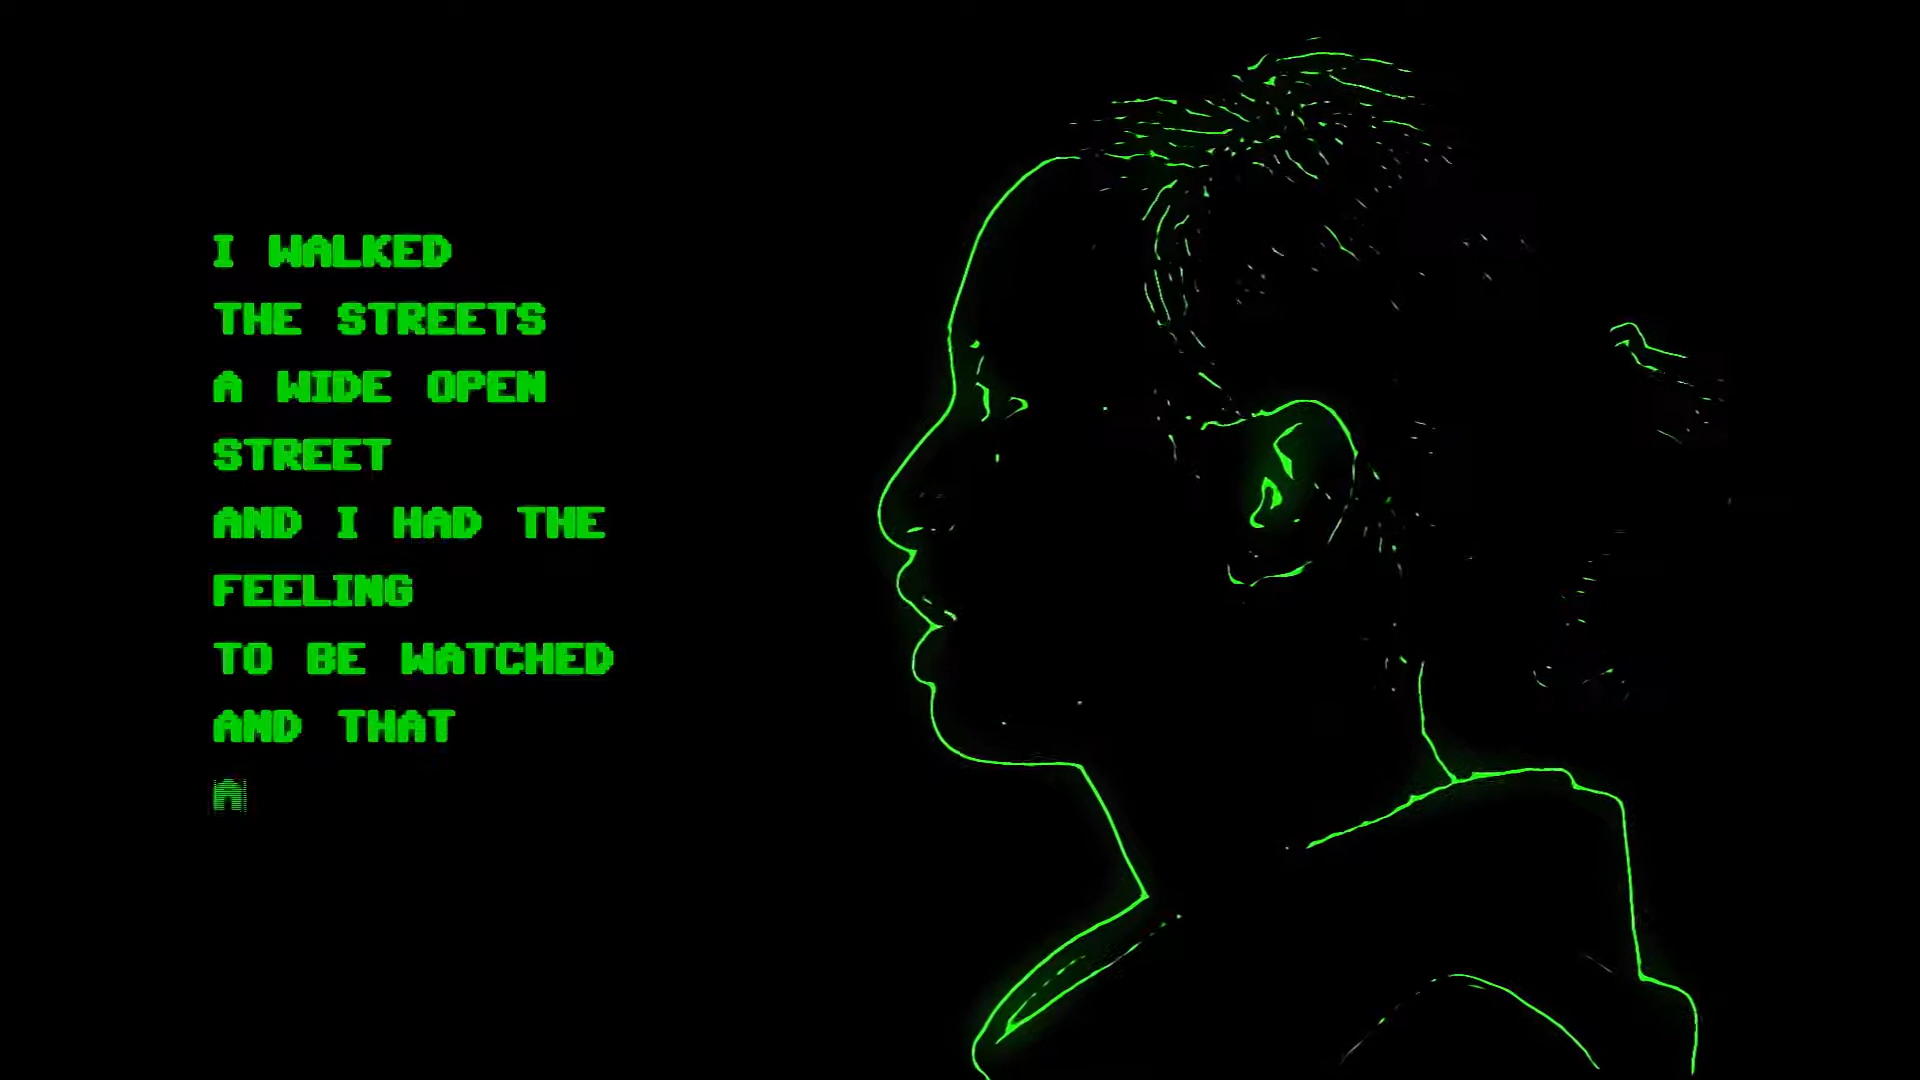 I WALKED
THE STREETS
A WIDE OPEN
STREET
AND I HAD THE
FEELING
TO BE WATCHED
AND THAT
A